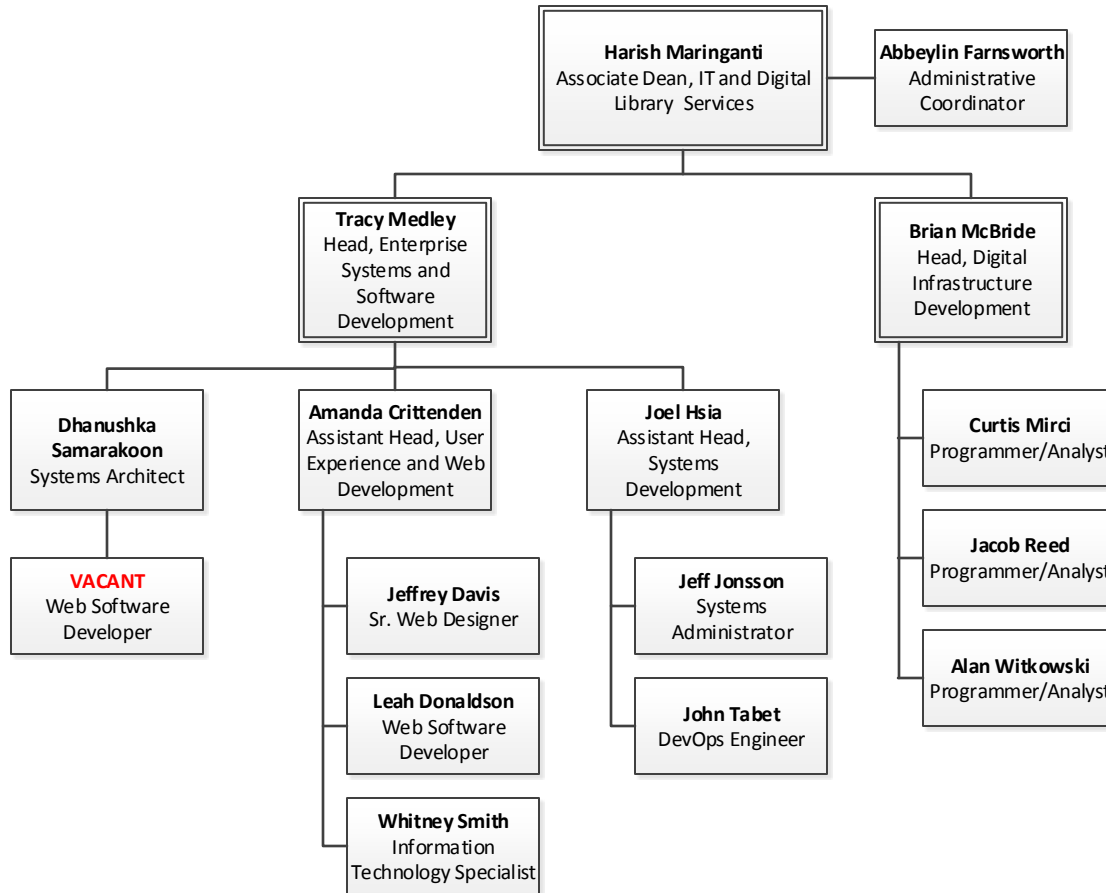 Harish Maringanti
Associate Dean, IT and Digital
Library Services
Abbeylin Farnsworth
Administrative
Coordinator
Tracy Medley
Head, Enterprise
Systems and
Software
Development
Brian McBride
Head, Digital
Infrastructure
Development
Dhanushka
Samarakoon
Systems Architect
Amanda Crittenden
Assistant Head, User
Experience and Web
Development
Joel Hsia
Assistant Head,
Systems
Development
Curtis Mirci
Programmer/Analyst
VACANT
Web Software
Developer
Jeffrey Davis
Sr. Web Designer
Jeff Jonsson
Systems
Administrator
Jacob Reed
Programmer/Analyst
Leah Donaldson
Web Software
Developer
John Tabet
DevOps Engineer
Alan Witkowski
Programmer/Analyst
Whitney Smith
Information
Technology Specialist